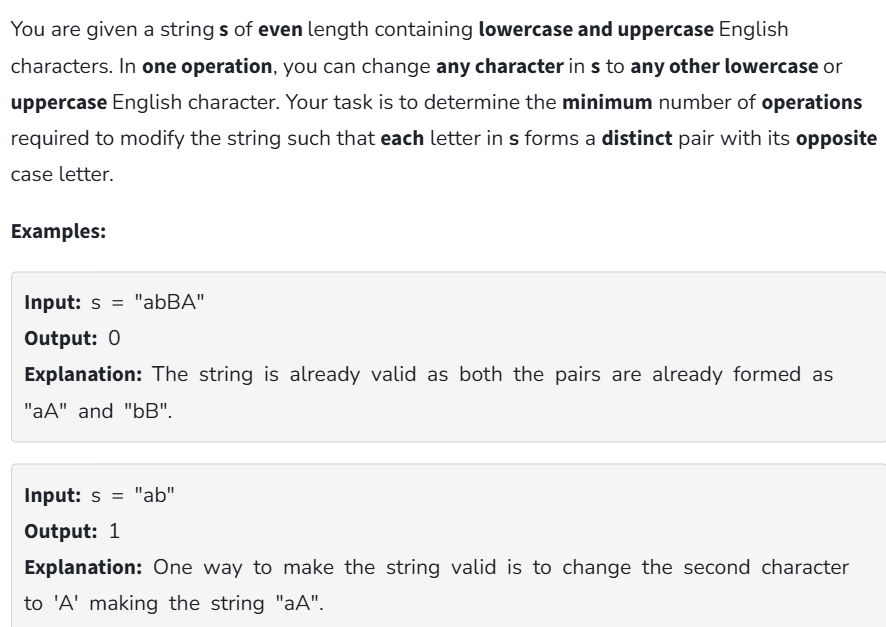 You are given a string s of even length containing lowercase and uppercase English
characters. In one operation, you can change any character in s to any other lowercase or
uppercase English character. Your task is to determine the minimum number of operations
required to modify the string such that each letter in s forms a distinct pair with its opposite
case letter.
Examples:
Input: s = "abBA"
Output: 0
Explanation: The string is already valid as both the pairs are already formed as
"aA" and "bB".
Input: s = "ab"
Output: 1
Explanation: One way to make the string valid is to change the second character
to 'A' making the string "aA".